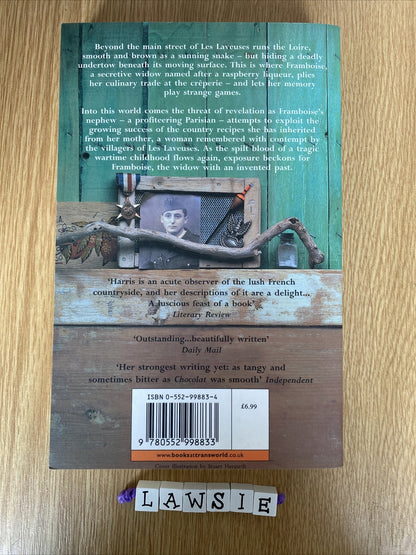 Beyond the main street of Les Laveuses runs the Loire,
smooth and brown as a sunning snake – but hiding a deadly
undertow beneath its moving surface. This is where Framboise,
a secretive widow named after a raspberry liqueur, plies
her culinary trade at the crêperie – and lets her memory
play strange games.
Into this world comes the threat of revelation as Framboise's
nephew – a profiteering Parisian – attempts to exploit the
growing success of the country recipes she has inherited
from her mother, a woman remembered with contempt by
the villagers of Les Laveuses. As the spilt blood of a tragic
wartime childhood flows again, exposure beckons for
Framboise, the widow with an invented past.
'Harris is an acute observer of the lush French
countryside, and her descriptions of it are a delight...
A luscious feast of a book'
Literary Review
'Outstanding...beautifully written'
Daily Mail
'Her strongest writing yet: as tangy and
sometimes bitter as Chocolat was smooth' Independent
ISBN 0-552-99883-4
£6.99
9 780552 998833
www.booksattransworld.co.uk
Cover illustration by Stuart Haygarth
LAWSIE